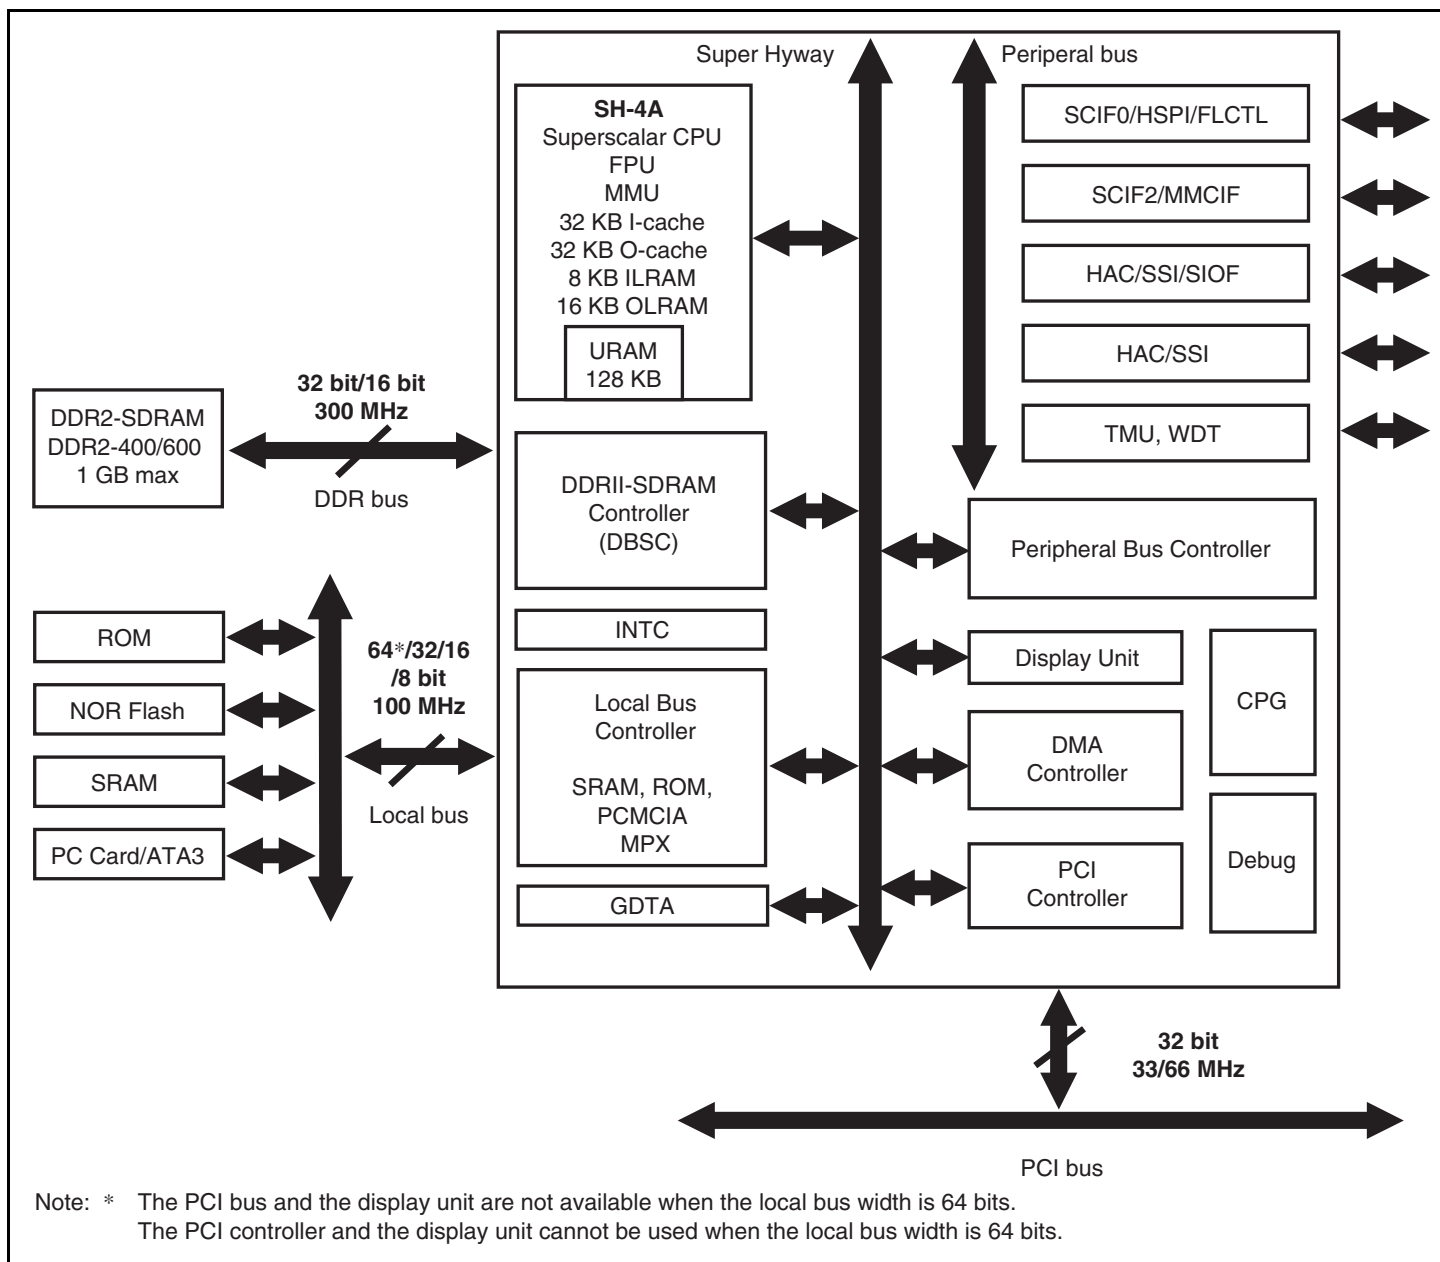 Super Hyway
Periperal bus
SH-4A
Superscalar CPU
FPU
MMU
32 KB I-cache
32 KB O-cache
8 KB ILRAM
16 KB OLRAM
URAM
128 KB
SCIF0/HSPI/FLCTL
SCIF2/MMCIF
HAC/SSI/SIOF
HAC/SSI
TMU, WDT
32 bit/16 bit
300 MHz
DDR2-SDRAM
DDR2-400/600
1 GB max
DDR bus
DDRII-SDRAM
Controller
(DBSC)
Peripheral Bus Controller
ROM
NOR Flash
SRAM
PC Card/ATA3
64*/32/16
/8 bit
100 MHz
Local bus
INTC
Local Bus
Controller
SRAM, ROM,
PCMCIA
MPX
GDTA
Display Unit
DMA
Controller
PCI
Controller
CPG
Debug
32 bit
33/66 MHz
PCI bus
Note: * The PCI bus and the display unit are not available when the local bus width is 64 bits.
The PCI controller and the display unit cannot be used when the local bus width is 64 bits.